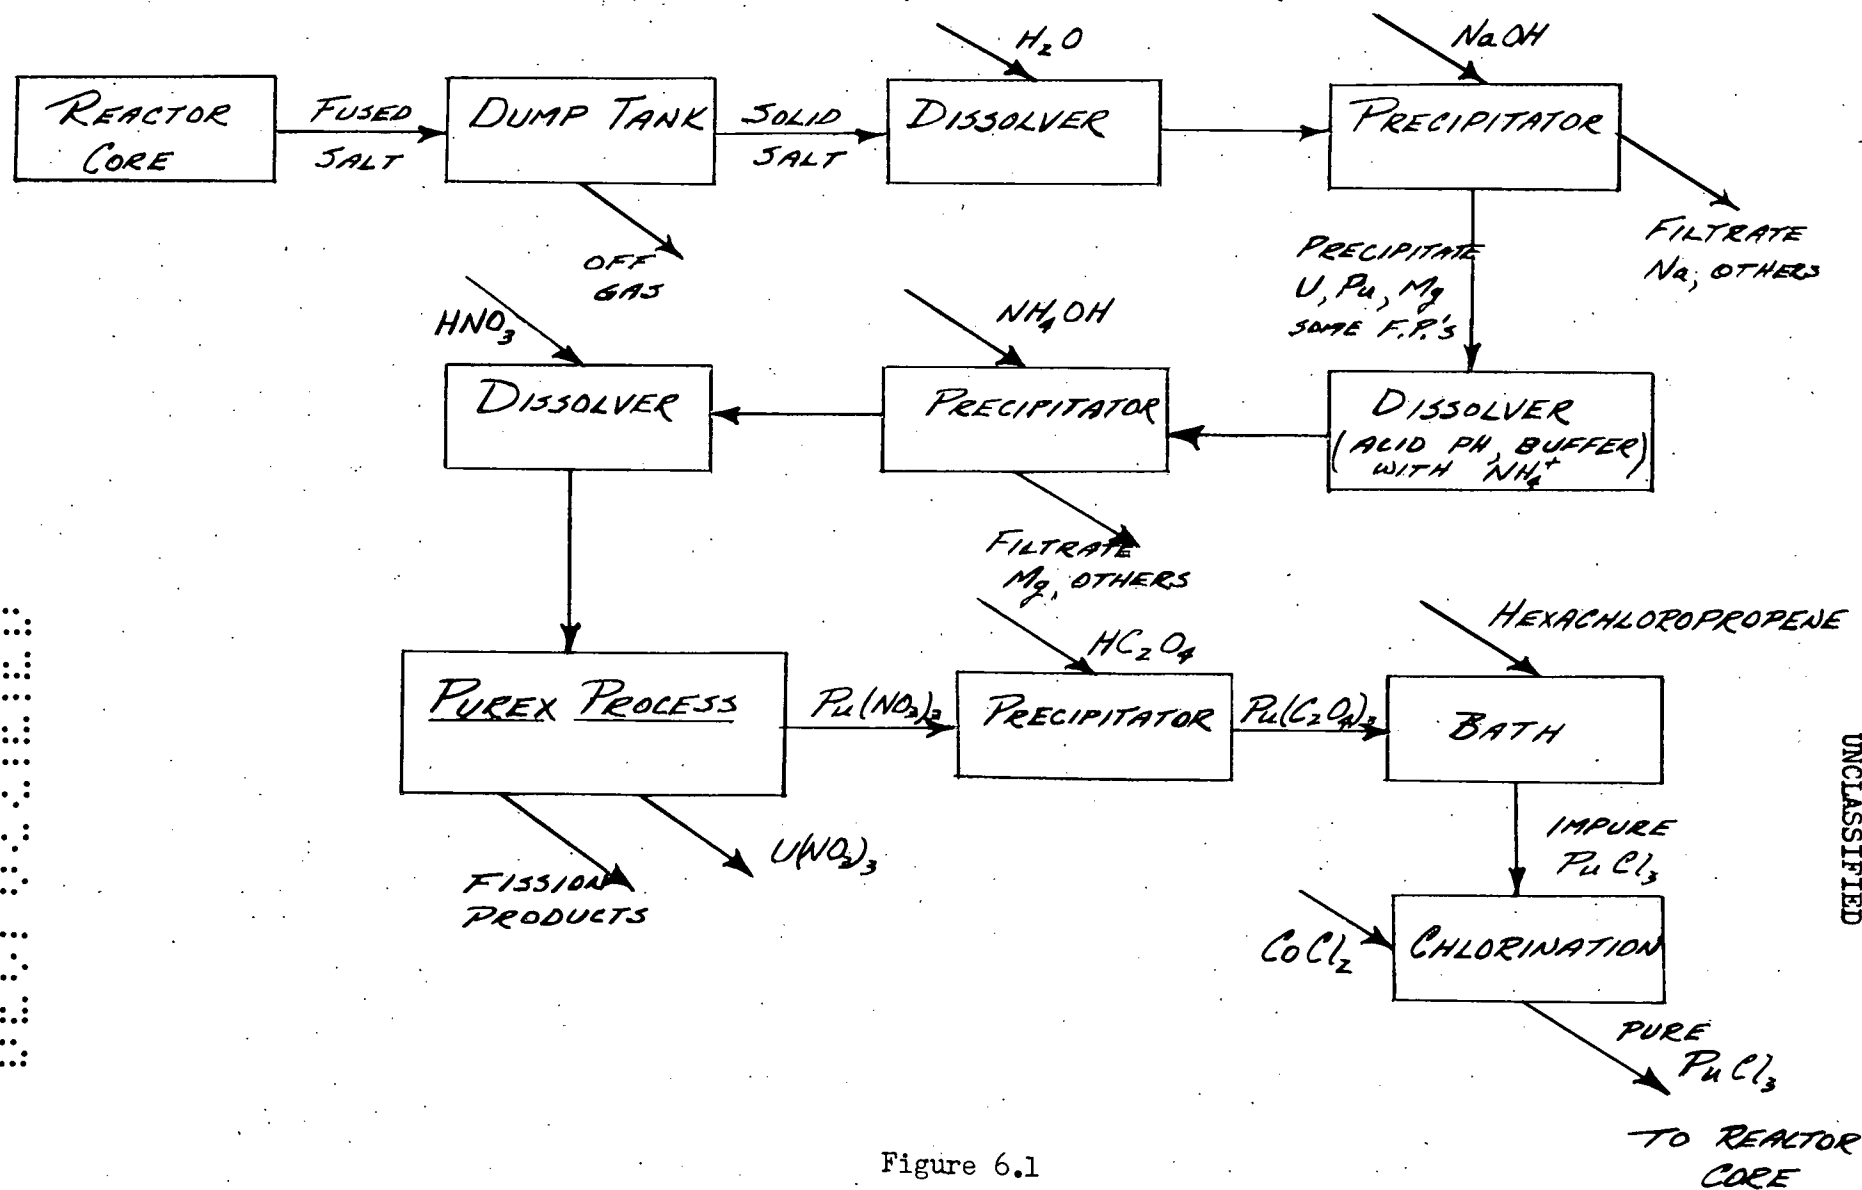 H₂O
NaOH
REACTOR
CORE
FUSED
SALT
DUMP TANK
SOLID
SALT
DISSOLVER
PRECIPITATOR
OFF
GAS
PRECIPITATE
U, Pu, Mg
SOME F.P.'s
FILTRATE
Na, OTHERS
HNO₃
NH₄OH
DISSOLVER
PRECIPITATOR
DISSOLVER
(ACID PH, BUFFER)
WITH NH₄⁺
FILTRATE
Mg, OTHERS
HC₂O₄
HEXACHLOROPROPENE
PUREX PROCESS
Pu(NO₃)₃
PRECIPITATOR
Pu(C₂O₄)₃
BATH
FISSION
PRODUCTS
U(NO₃)₃
IMPURE
PuCl₃
CoCl₂
CHLORINATION
PURE
PuCl₃
TO REACTOR
CORE
UNCLASSIFIED
Figure 6.1